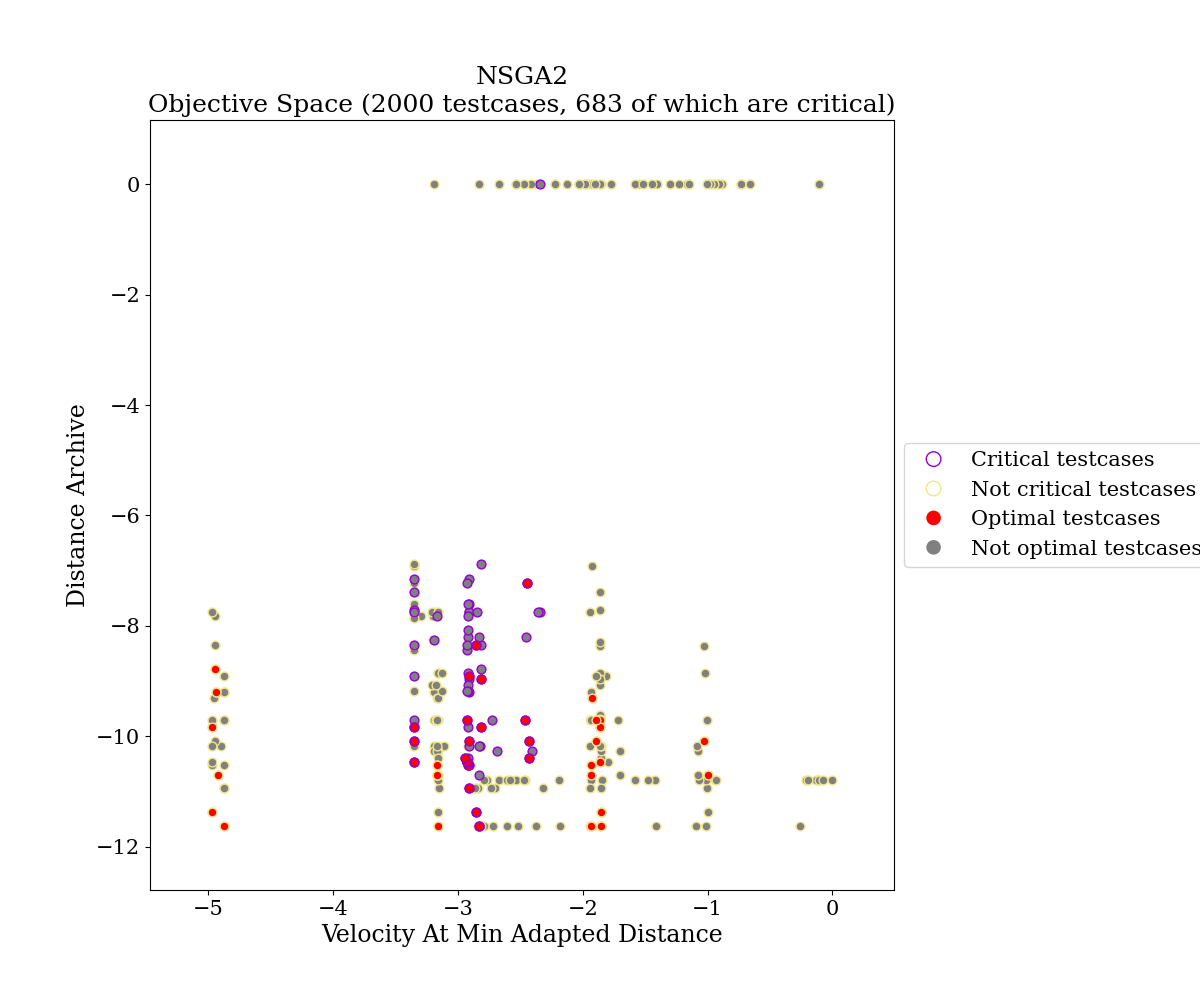 NSGA2
Objective Space (2000 testcases, 683 of which are critical)
0
−2
−4
−6
−8
−10
−12
Distance Archive
−5
−4
−3
−2
−1
0
Velocity At Min Adapted Distance
Critical testcases
Not critical testcases
Optimal testcases
Not optimal testcases